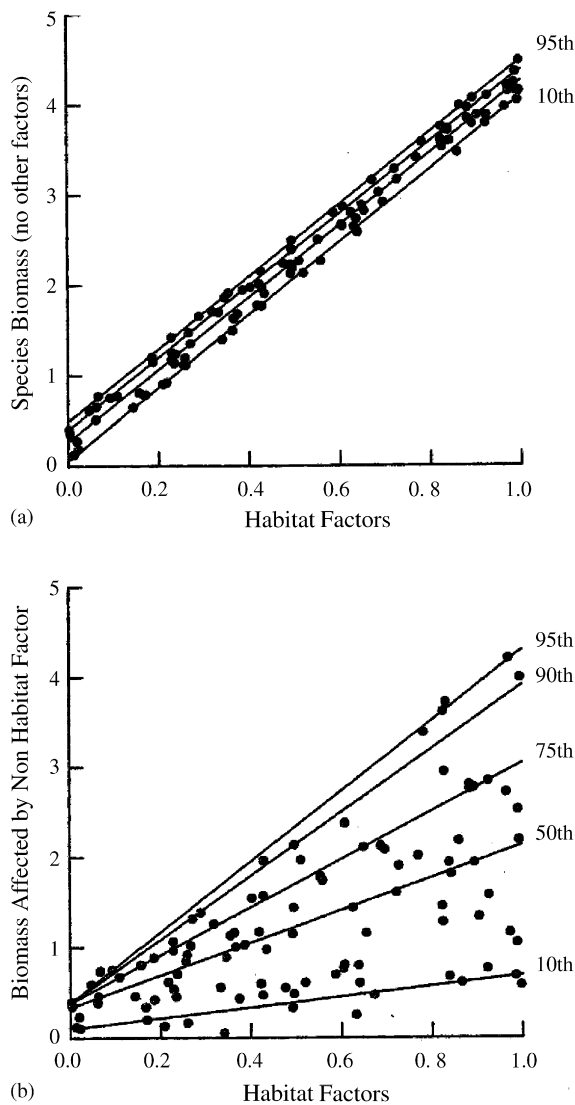 Species Biomass (no other factors)
5
4
3
2
1
0
95th
10th
0.0
0.2
0.4
0.6
0. 8
1.0
(a)
Habitat Factors
Biomass Affected by Non Habitat Factor
5
4
3
2
1
0
95th
90th
75th
50th
10th
0.0
0.2
0.4
0.6
0.8
1.0
(b)
Habitat Factors